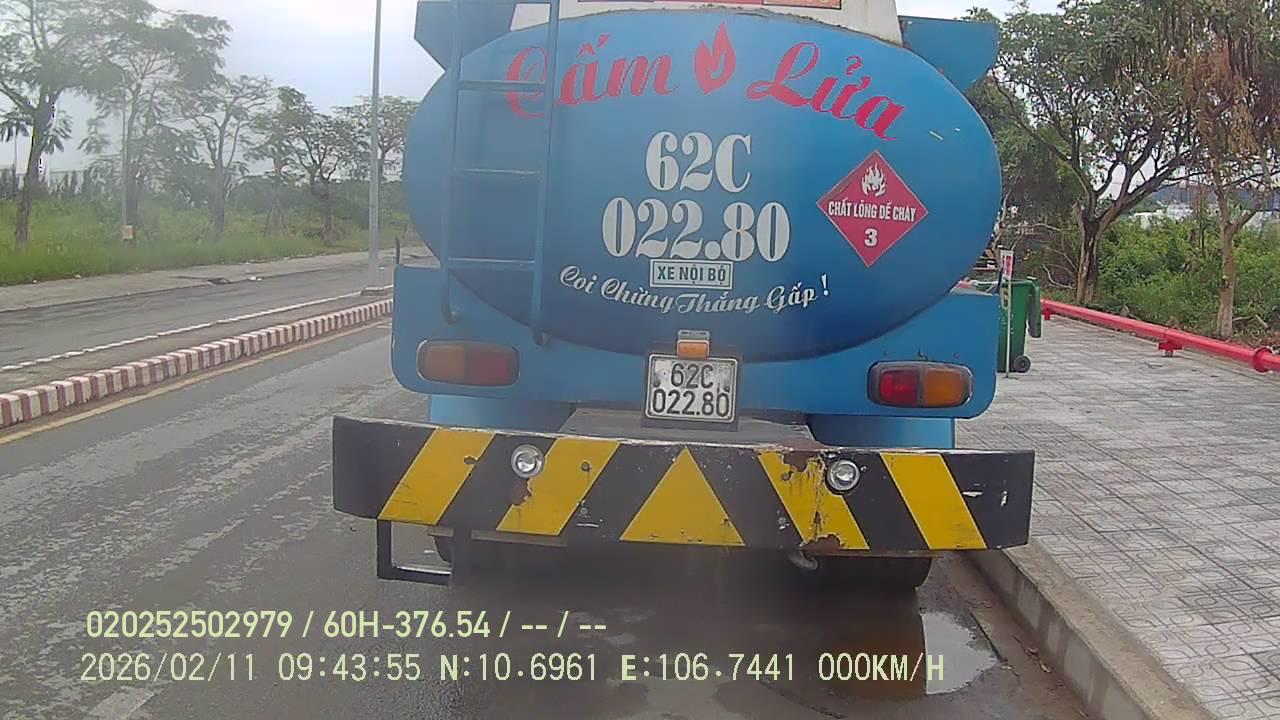 Cấm Lửa
62C
022.80
XE NỘI BỘ
Coi Chừng Thắng Gấp !
CHẤT LỎNG DỄ CHÁY
3
62C
022.80
020252502979 / 60H-376.54 / -- / --
2026/02/11 09:43:55 N:10.6961 E:106.7441 000KM/H